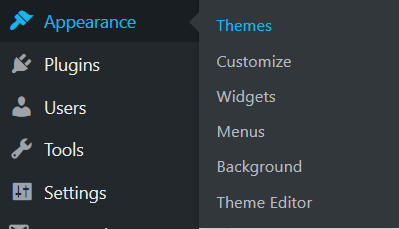 Appearance
Plugins
Users
Tools
Settings
Themes
Customize
Widgets
Menus
Background
Theme Editor